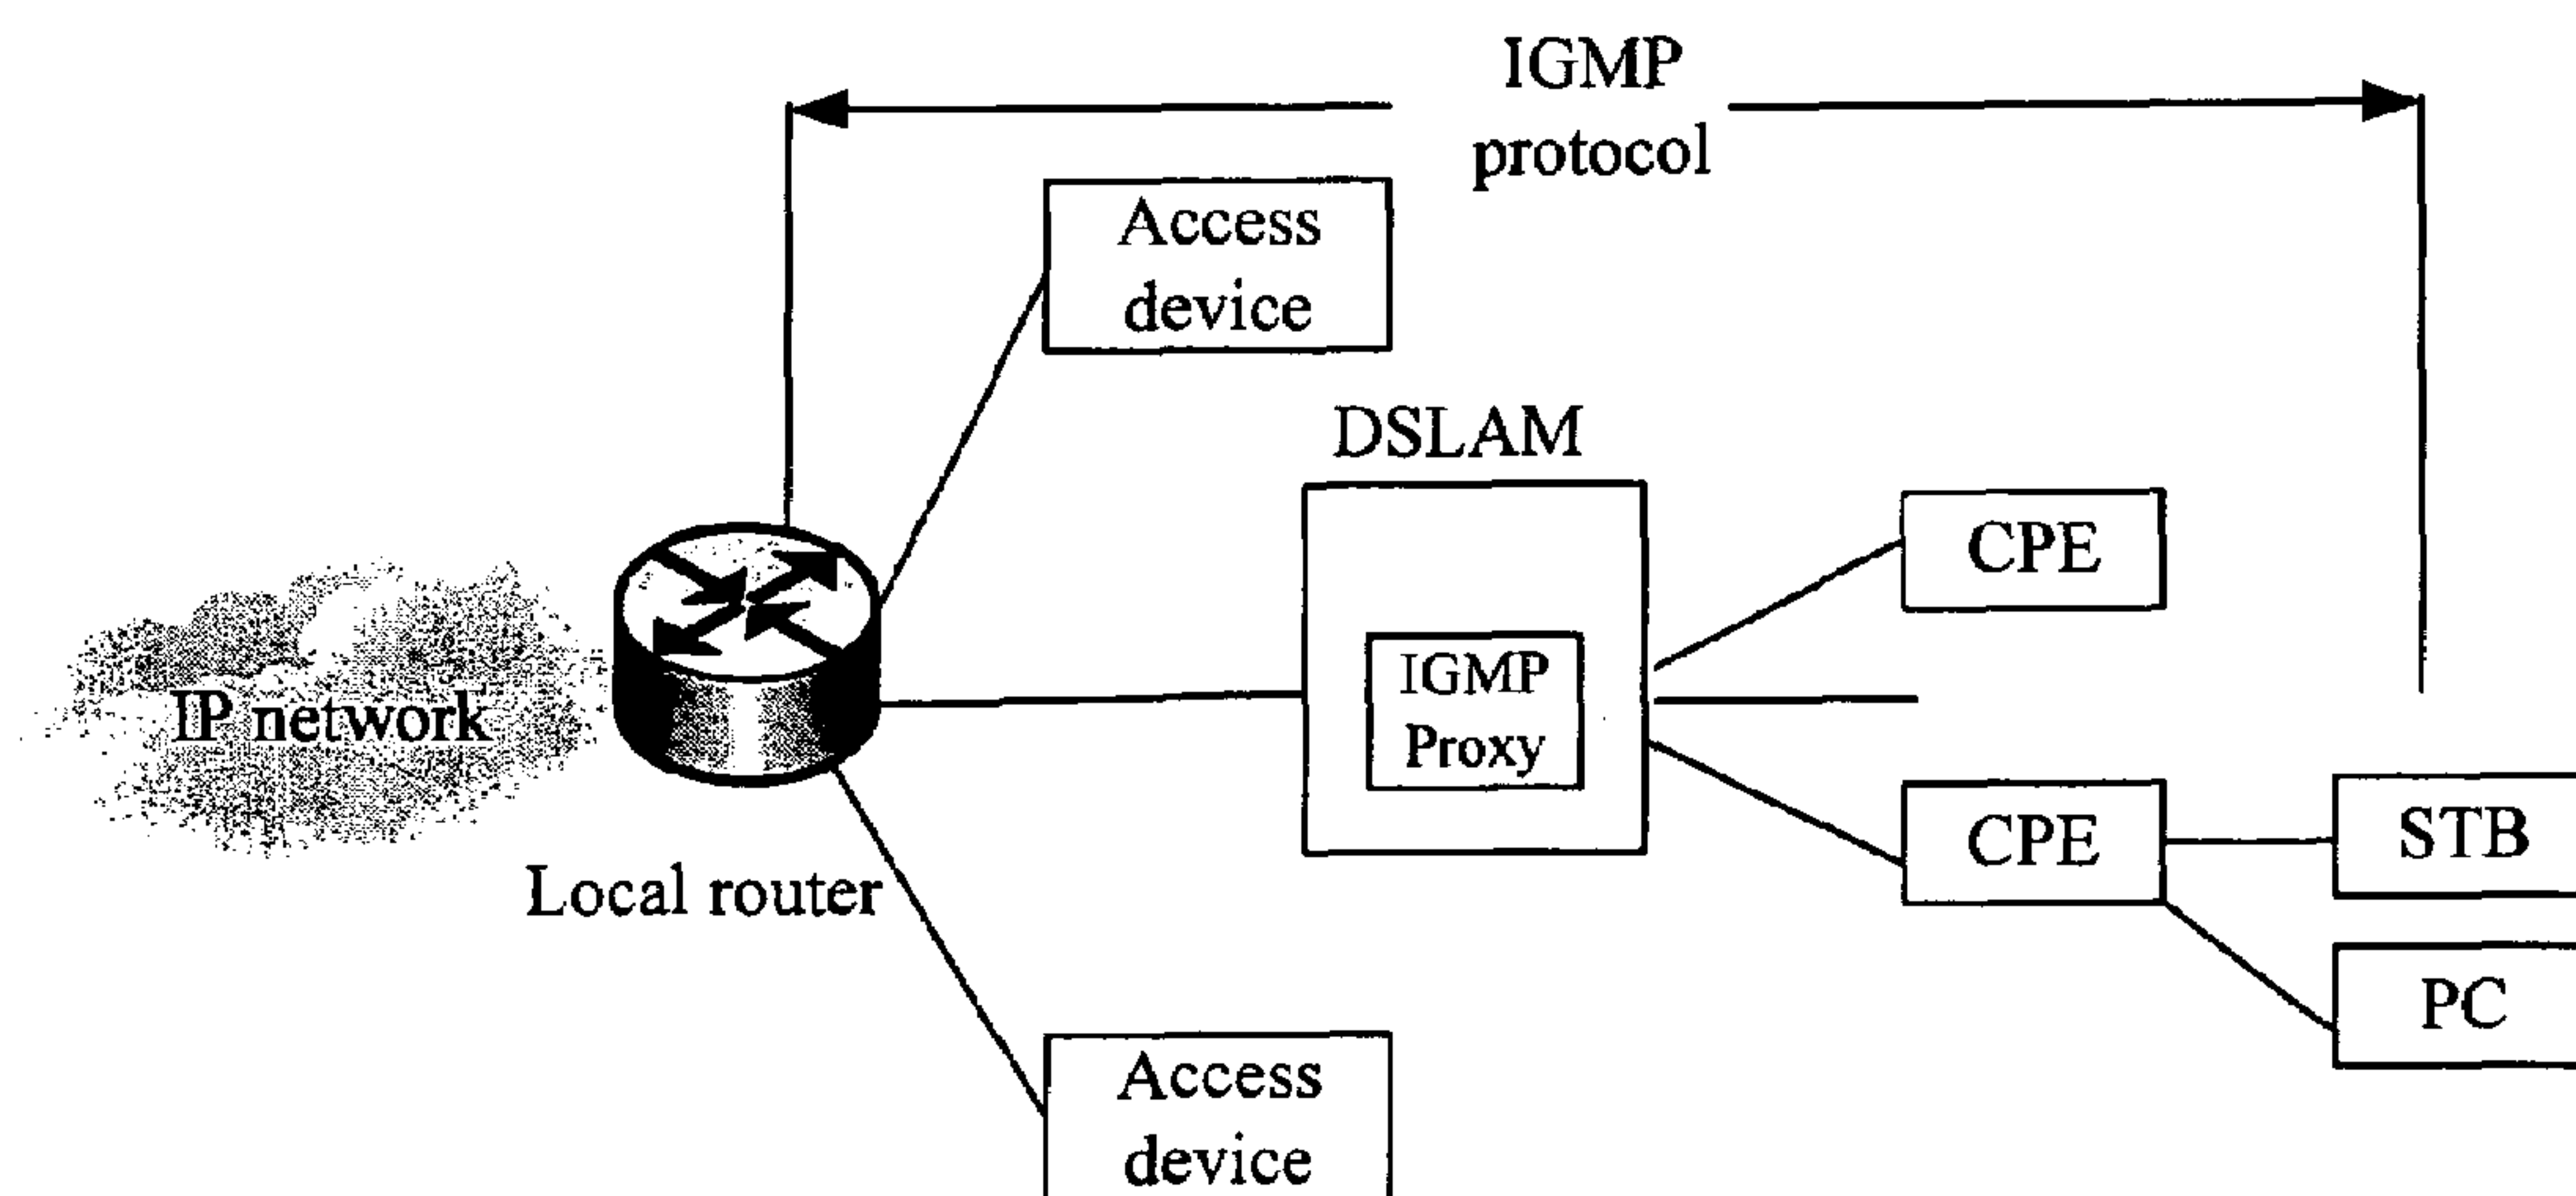 IGMP
protocol
Access
device
DSLAM
CPE
IGMP
Proxy
IP network
CPE
STB
Local router
PC
Access
device